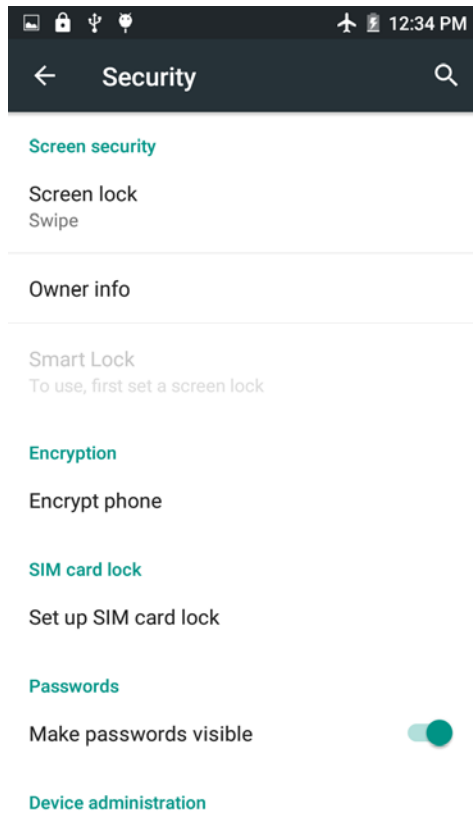 12:34 PM
Security
Screen security
Screen lock
Swipe
Owner info
Smart Lock
To use, first set a screen lock
Encryption
Encrypt phone
SIM card lock
Set up SIM card lock
Passwords
Make passwords visible
Device administration